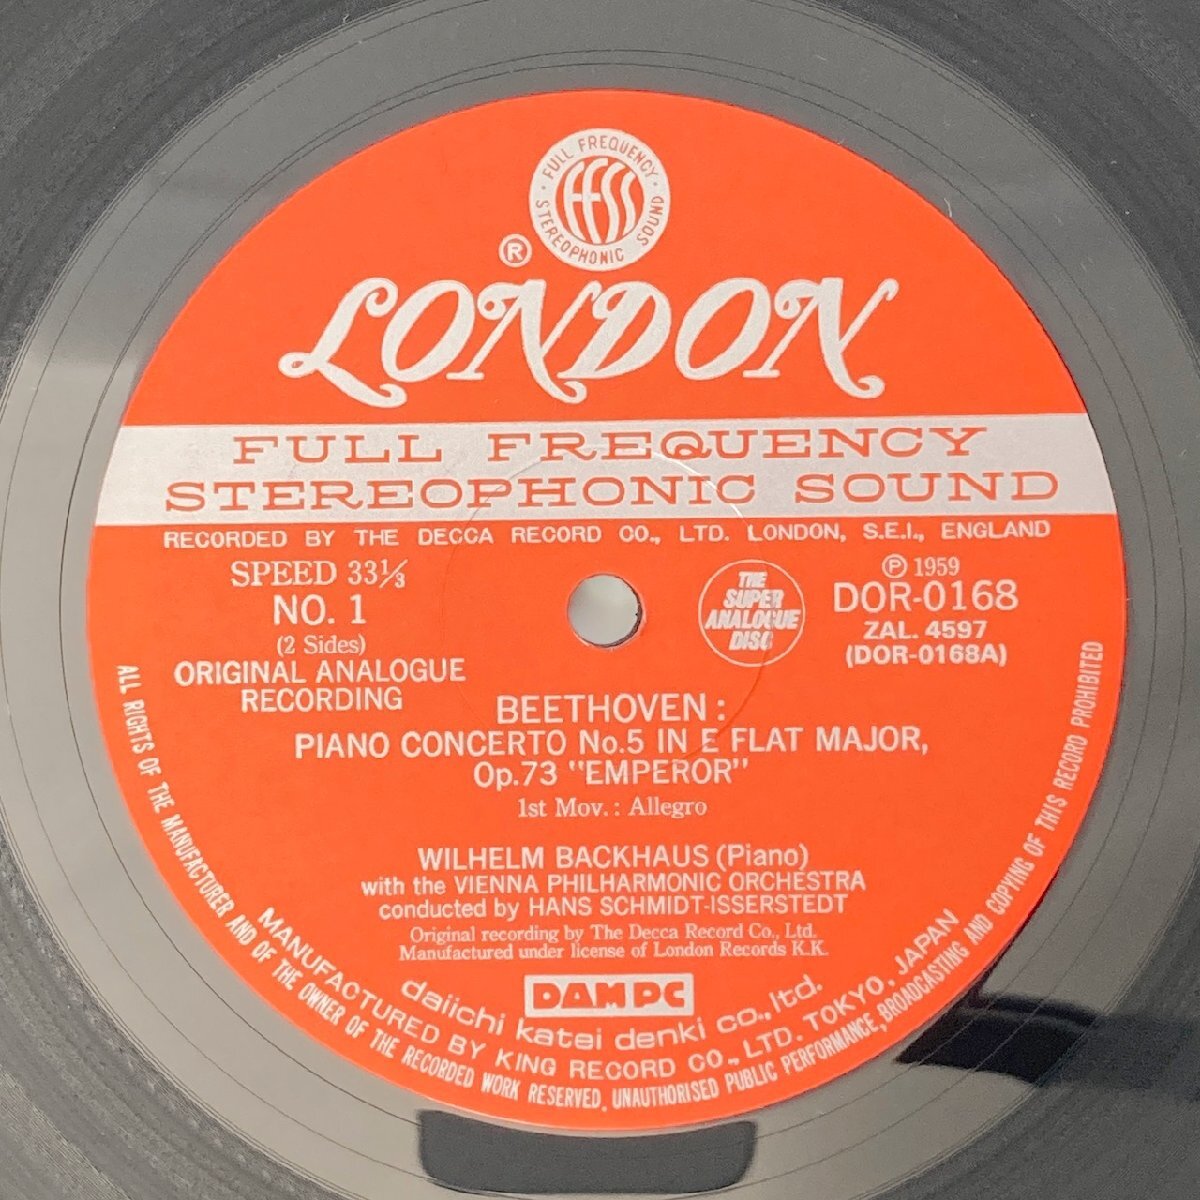 FULL FREQUENCY
FFSS
STEREOPHONIC SOUND
®
LONDON
FULL FREQUENCY
STEREOPHONIC SOUND
RECORDED BY THE DECCA RECORD CO., LTD. LONDON, S.E.I., ENGLAND
SPEED 33⅓
NO. 1
(2 Sides)
ORIGINAL ANALOGUE
RECORDING
THE
SUPER
ANALOGUE
DISC
℗ 1959
DOR-0168
ZAL. 4597
(DOR-0168A)
BEETHOVEN:
PIANO CONCERTO No.5 IN E FLAT MAJOR,
Op.73 "EMPEROR"
1st Mov.: Allegro
WILHELM BACKHAUS (Piano)
with the VIENNA PHILHARMONIC ORCHESTRA
conducted by HANS SCHMIDT-ISSERSTEDT
Original recording by The Decca Record Co., Ltd.
Manufactured under license of London Records K.K.
DAM PC
daiichi katei denki co., ltd.
MANUFACTURED BY KING RECORD CO., LTD. TOKYO, JAPAN
ALL RIGHTS OF THE MANUFACTURER AND OF THE OWNER OF THE RECORDED WORK RESERVED. UNAUTHORISED PUBLIC PERFORMANCE, BROADCASTING AND COPYING OF THIS RECORD PROHIBITED